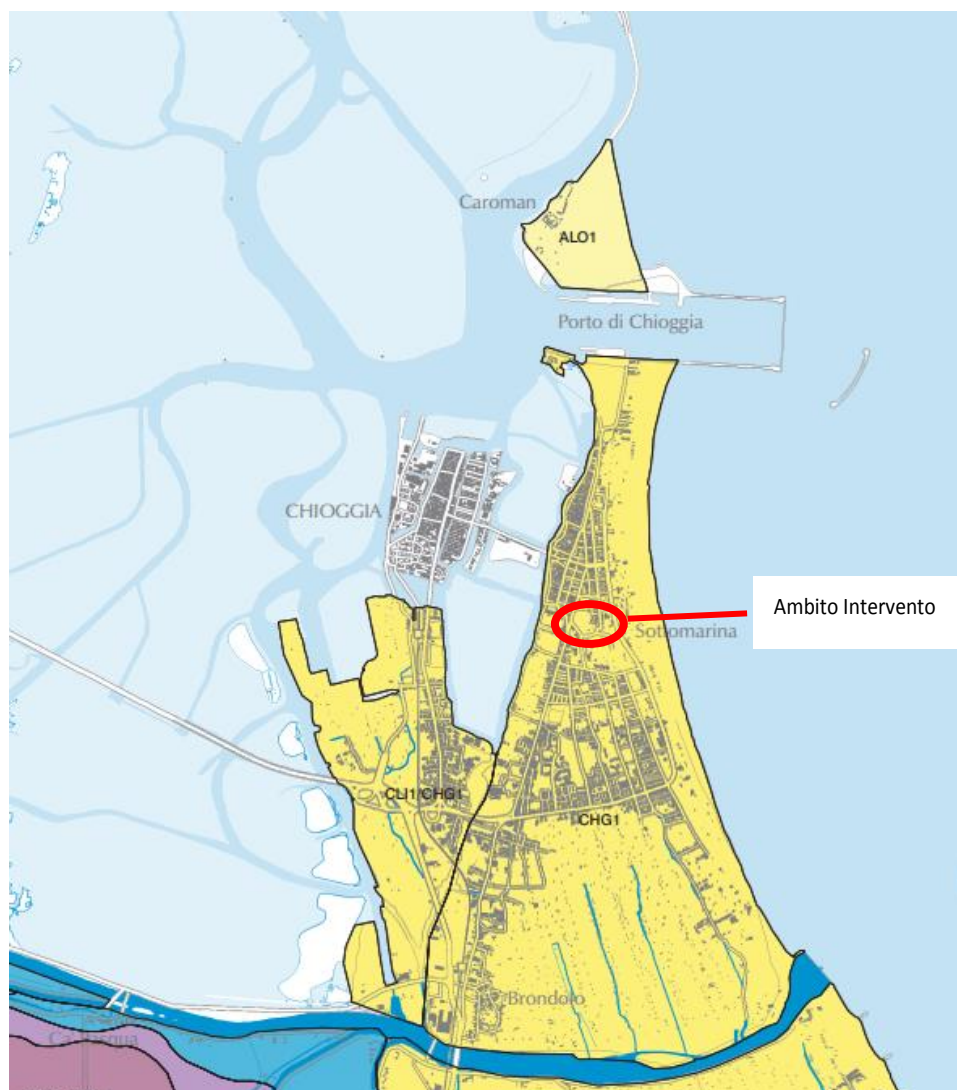 Caroman
ALO1
Porto di Chioggia
CHIOGGIA
Ambito Intervento
Sottomarina
CLI1/CHG1
CHG1
Brondolo